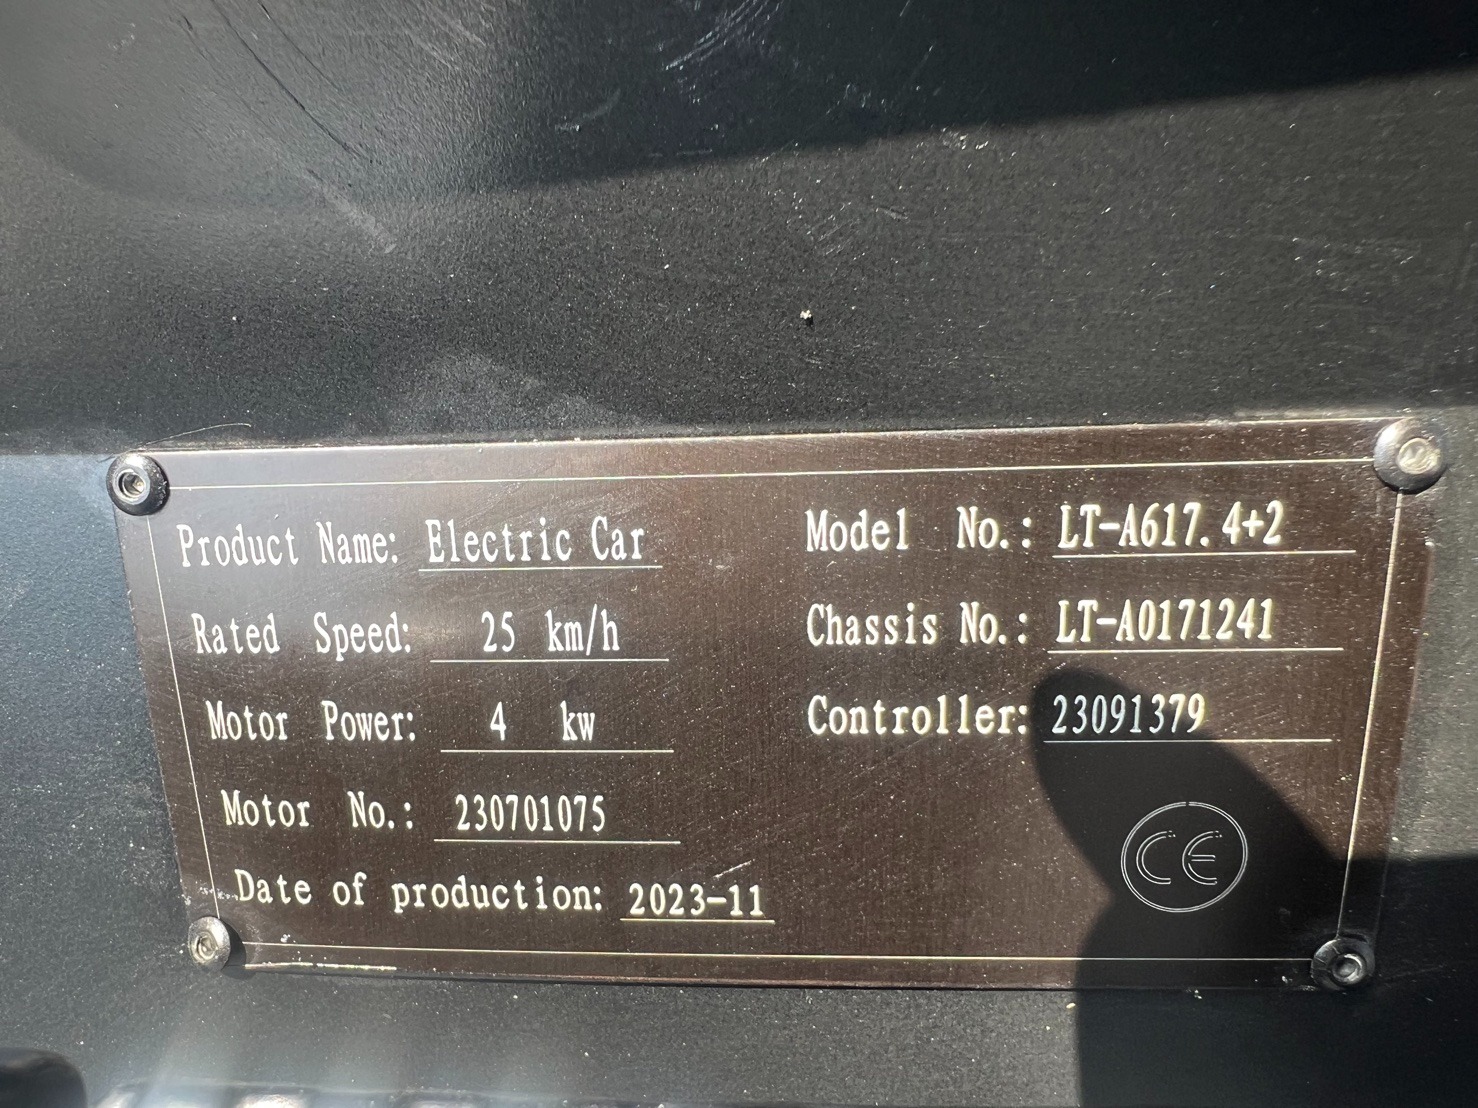 Product Name: Electric Car
Rated Speed: 25 km/h
Motor Power: 4 kw
Motor No.: 230701075
Date of production: 2023-11
Model No.: LT-A617.4+2
Chassis No.: LT-A0171241
Controller: 23091379
CE